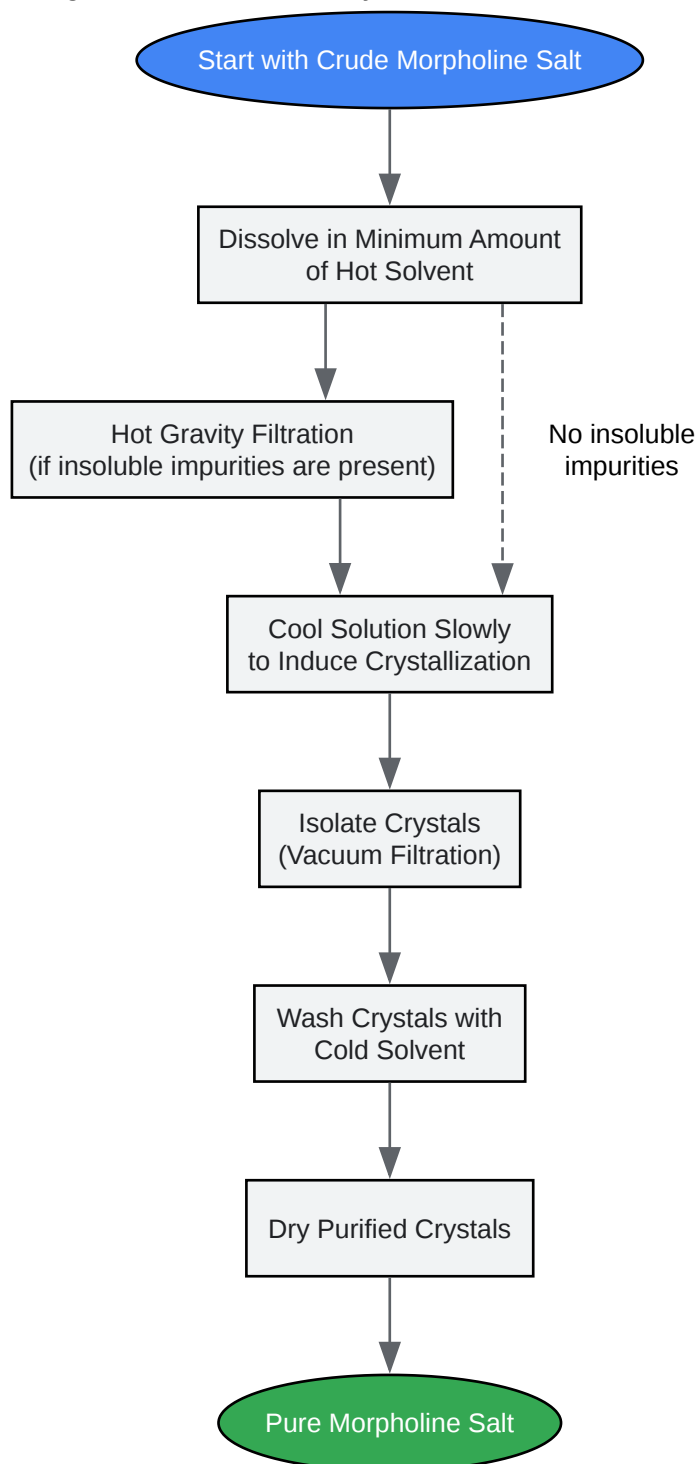 Start with Crude Morpholine Salt
Dissolve in Minimum Amount
of Hot Solvent
Hot Gravity Filtration
(if insoluble impurities are present)
No insoluble
impurities
Cool Solution Slowly
to Induce Crystallization
Isolate Crystals
(Vacuum Filtration)
Wash Crystals with
Cold Solvent
Dry Purified Crystals
Pure Morpholine Salt